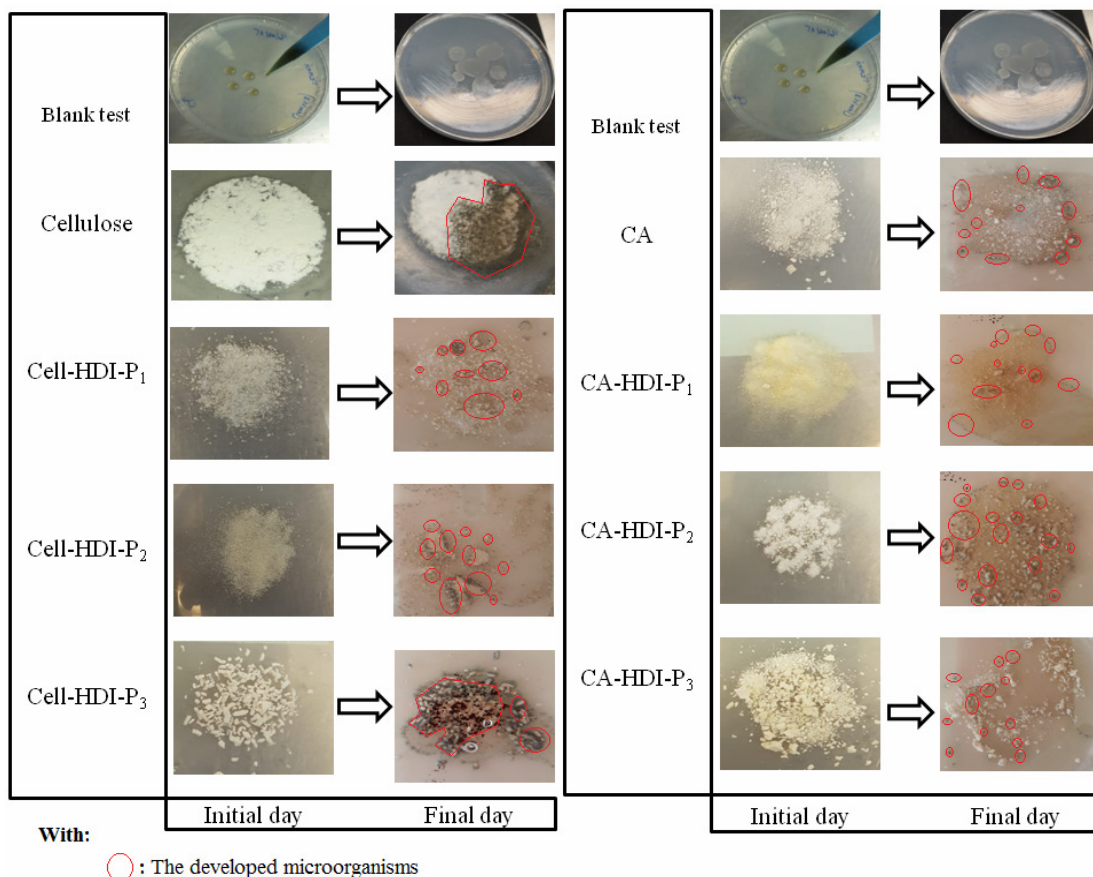 Blank test
Cellulose
Cell-HDI-P₁
Cell-HDI-P₂
Cell-HDI-P₃
Initial day
Final day
Blank test
CA
CA-HDI-P₁
CA-HDI-P₂
CA-HDI-P₃
Initial day
Final day
With:
: The developed microorganisms